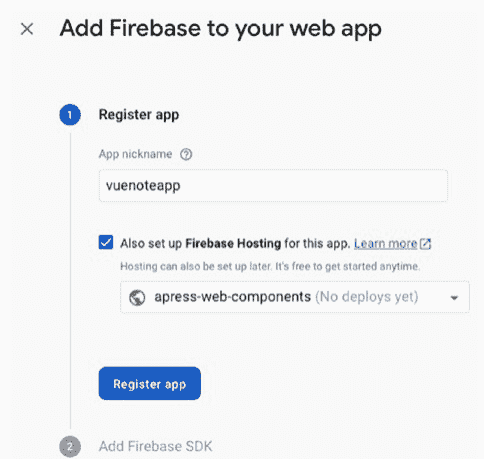 Add Firebase to your web app
1 Register app
App nickname
vuenoteapp
Also set up Firebase Hosting for this app. Learn more
Hosting can also be set up later. It's free to get started anytime.
apress-web-components (No deploys yet)
Register app
2 Add Firebase SDK